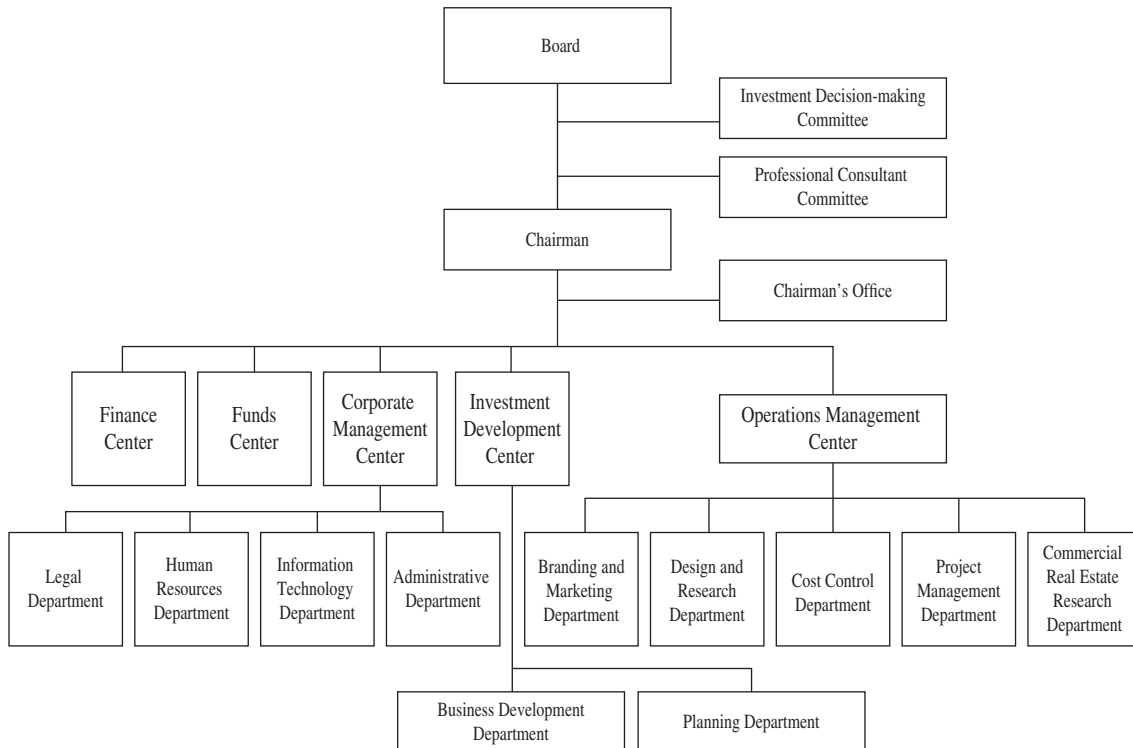 Board
Investment Decision-making
Committee
Professional Consultant
Committee
Chairman
Chairman’s Office
Finance
Center
Funds
Center
Corporate
Management
Center
Investment
Development
Center
Operations Management
Center
Legal
Department
Human
Resources
Department
Information
Technology
Department
Administrative
Department
Branding and
Marketing
Department
Design and
Research
Department
Cost Control
Department
Project
Management
Department
Commercial
Real Estate
Research
Department
Business Development
Department
Planning Department